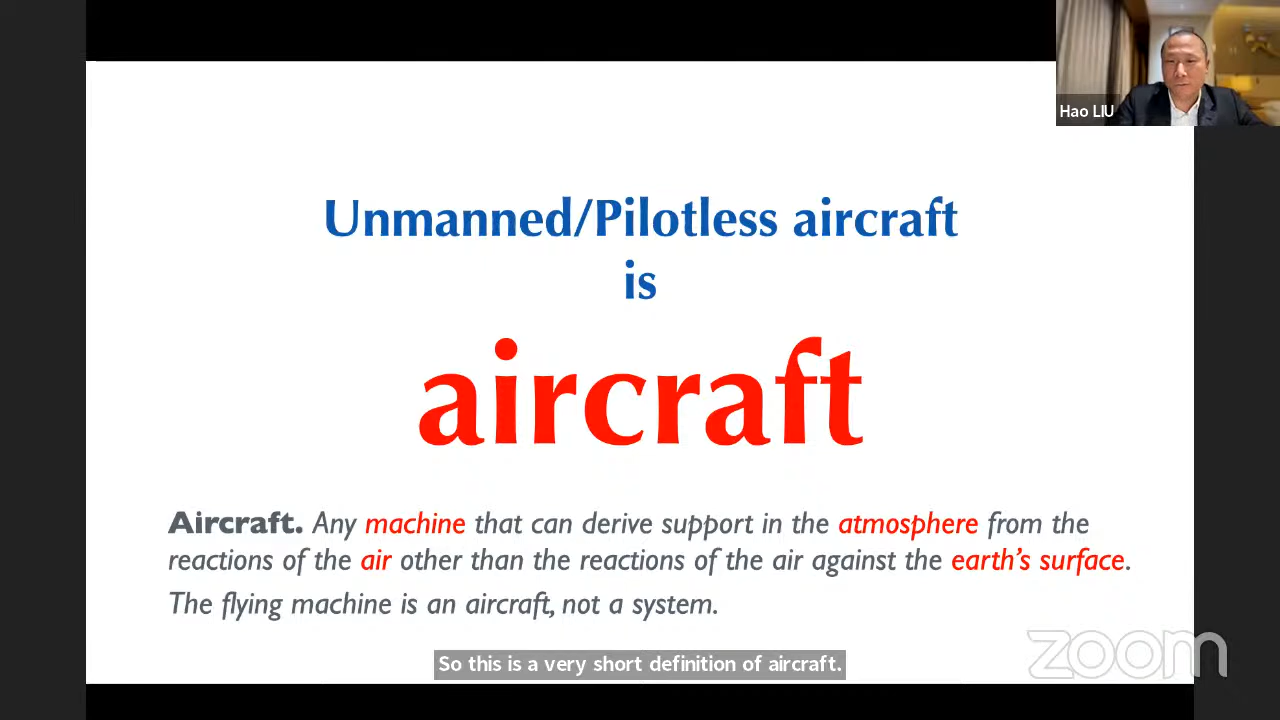 Hao LIU
Unmanned/Pilotless aircraft
is
aircraft
Aircraft. Any machine that can derive support in the atmosphere from the
reactions of the air other than the reactions of the air against the earth’s surface.
The flying machine is an aircraft, not a system.
So this is a very short definition of aircraft.
zoom